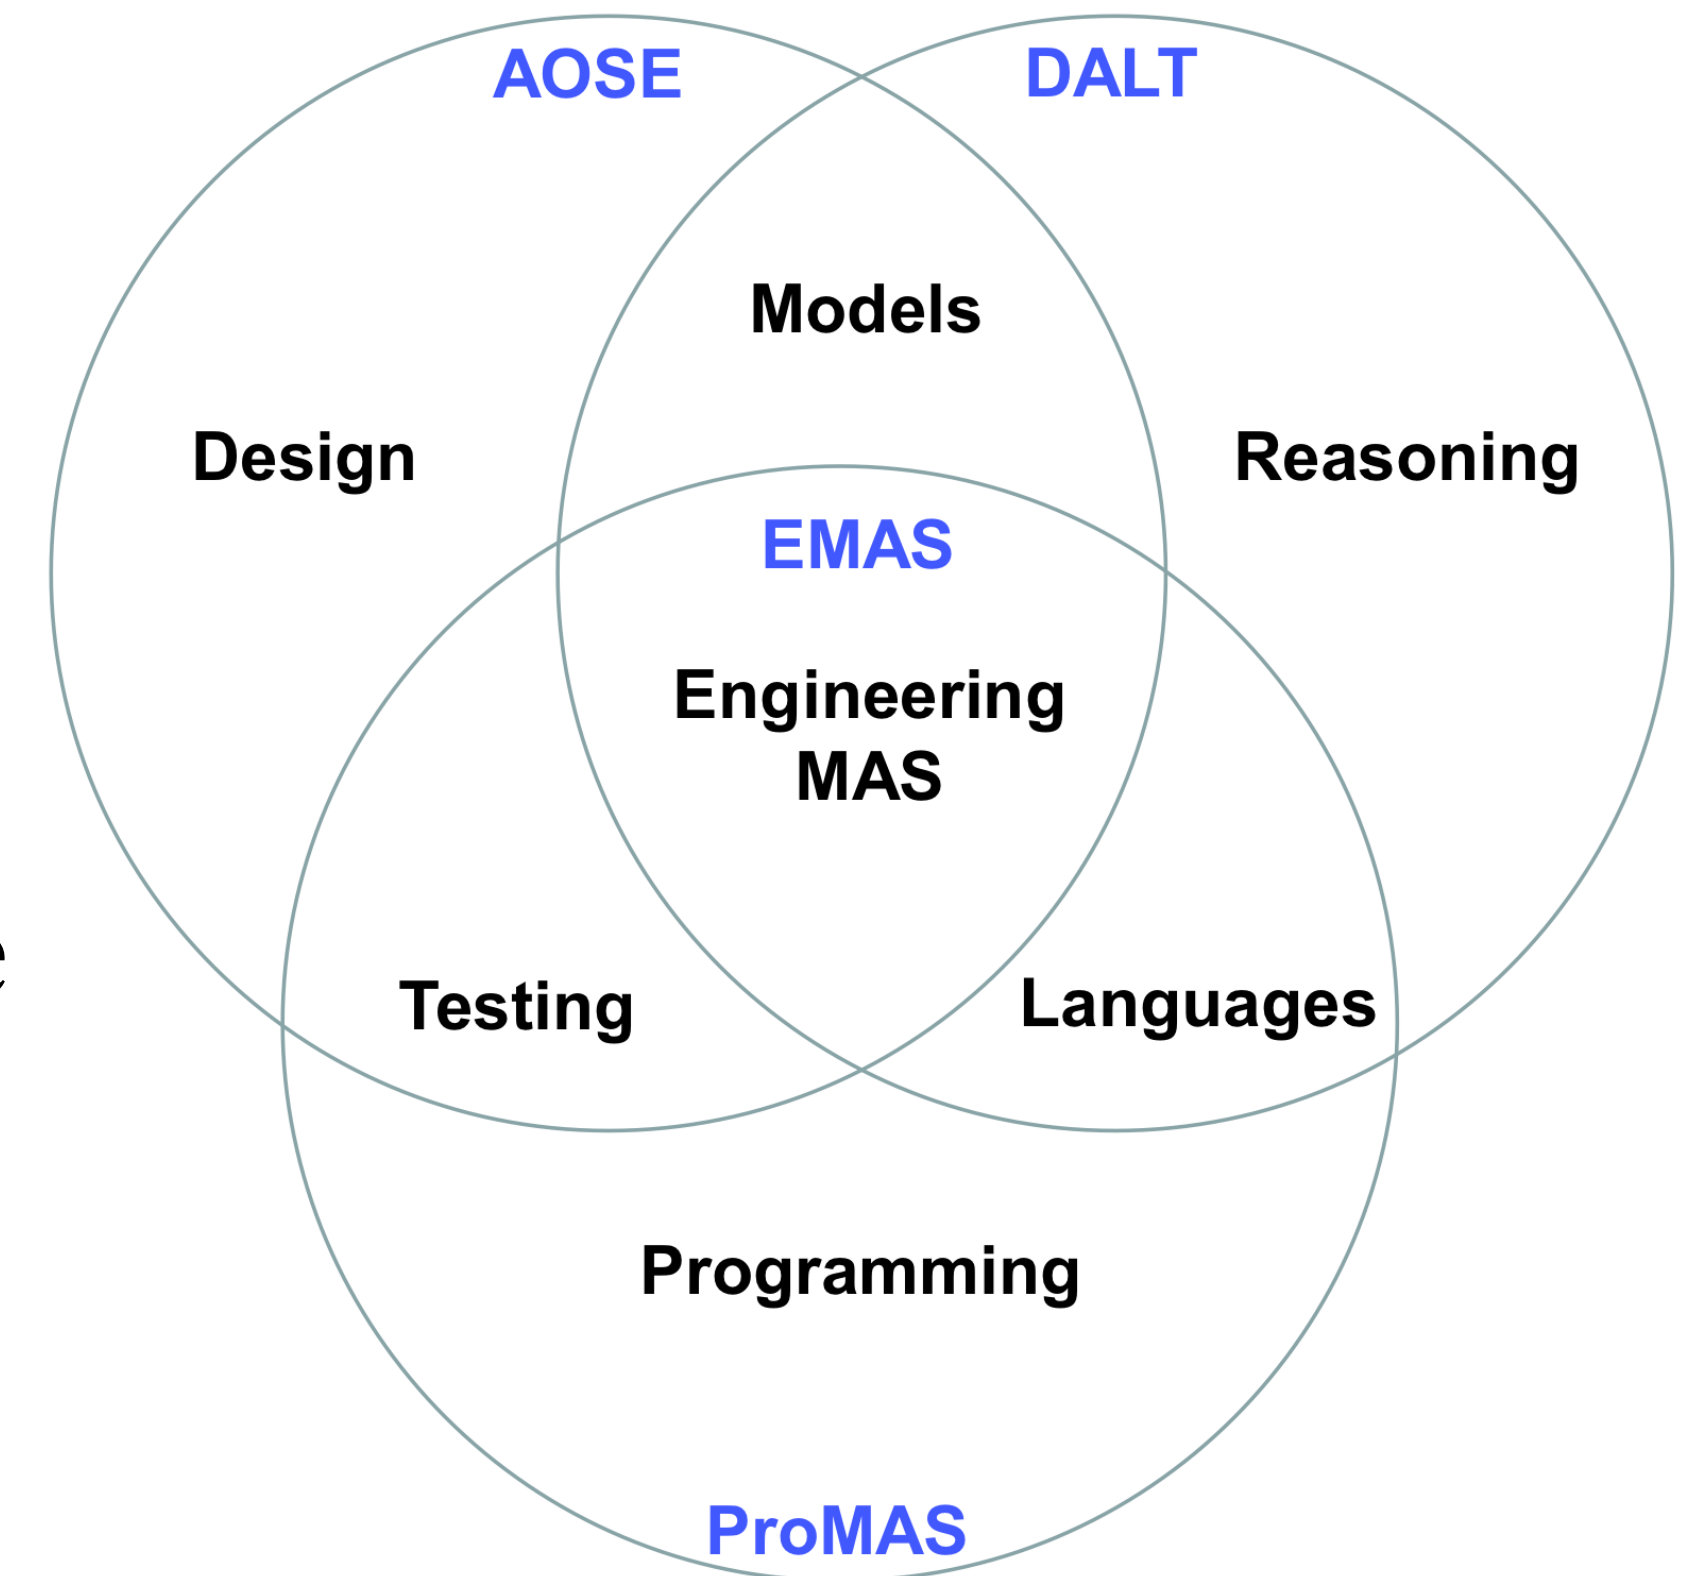 AOSE
DALT
Models
Design
Reasoning
EMAS
Engineering
MAS
e
Testing
Languages
Programming
ProMAS